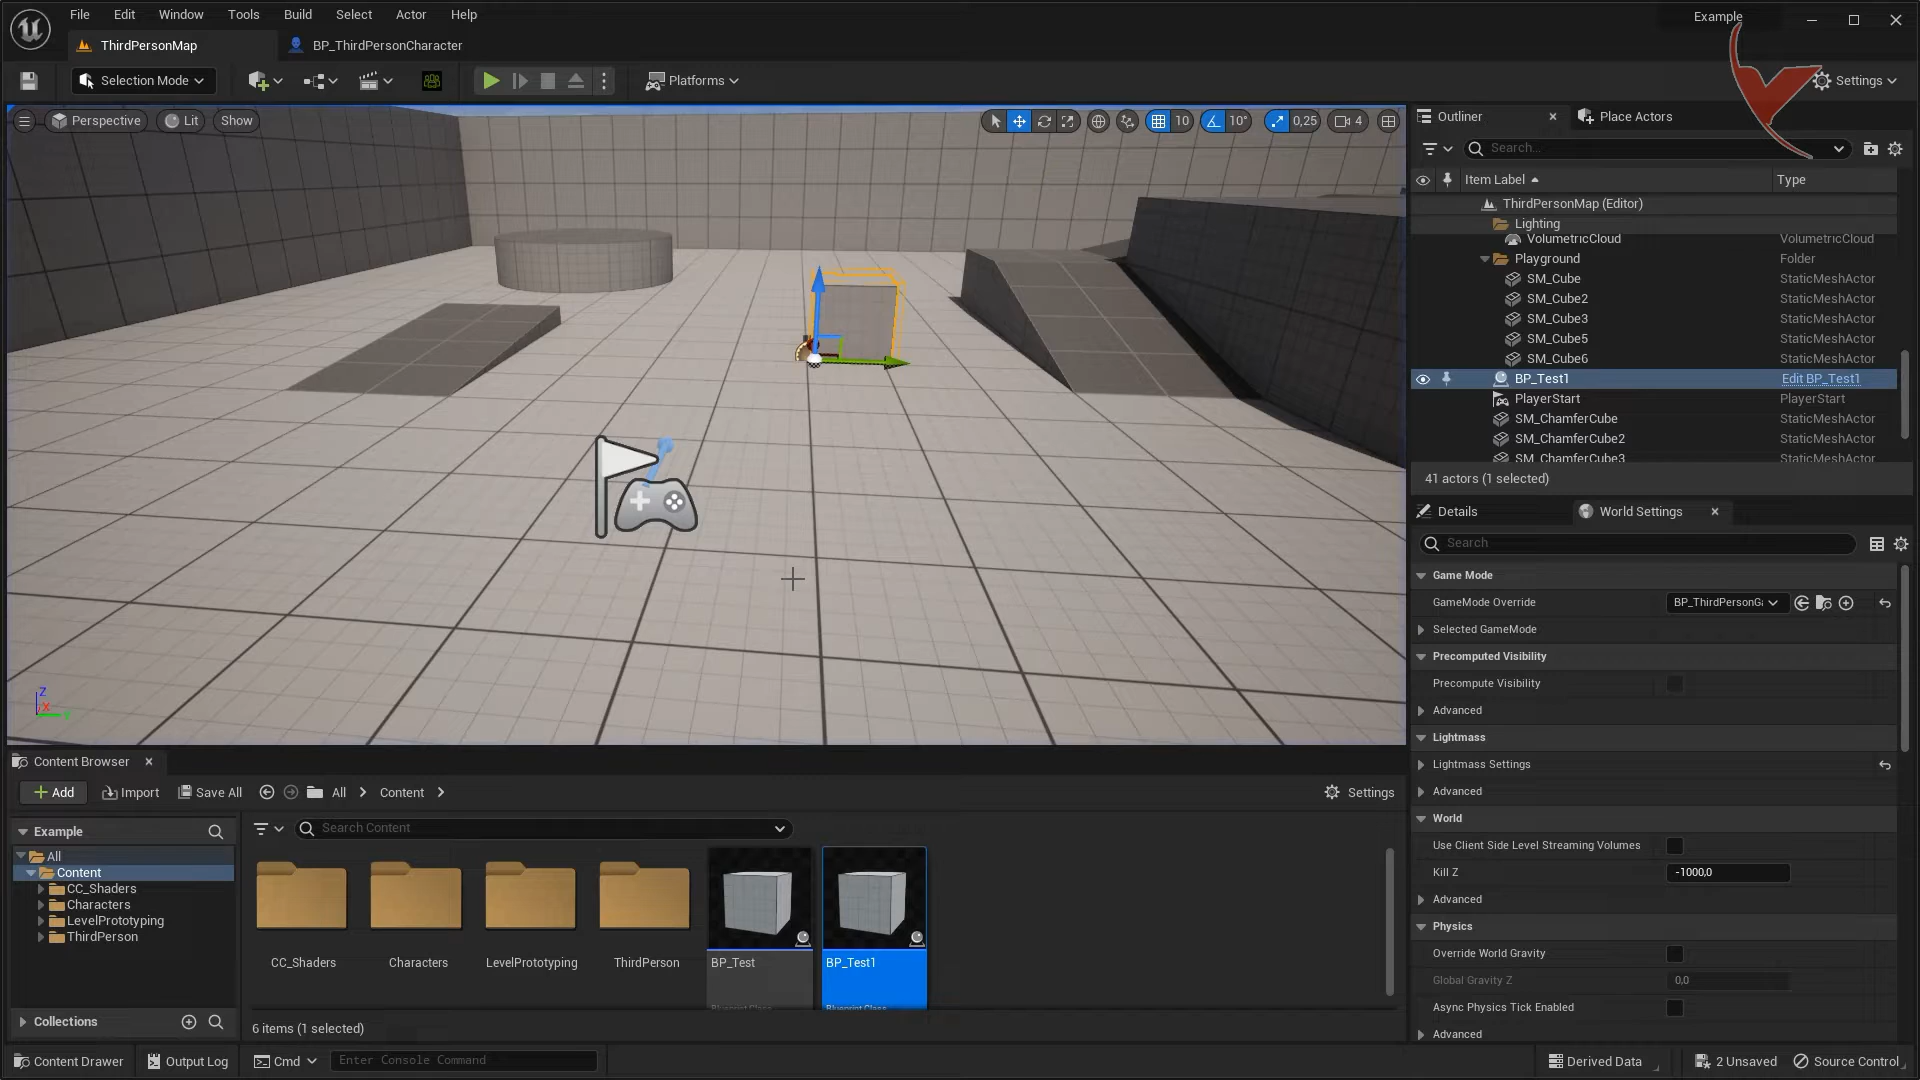 File Edit Window Tools Build Select Actor Help
Example
ThirdPersonMap BP_ThirdPersonCharacter
Selection Mode Platforms Settings
Perspective Lit Show 10 10° 0,25 4
Outliner Place Actors
Search...
Item Label Type
ThirdPersonMap (Editor)
Lighting
VolumetricCloud VolumetricCloud
Playground Folder
SM_Cube StaticMeshActor
SM_Cube2 StaticMeshActor
SM_Cube3 StaticMeshActor
SM_Cube5 StaticMeshActor
SM_Cube6 StaticMeshActor
BP_Test1 Edit BP_Test1
PlayerStart PlayerStart
SM_ChamferCube StaticMeshActor
SM_ChamferCube2 StaticMeshActor
SM_ChamferCube3 StaticMeshActor
41 actors (1 selected)
Details World Settings
Search
Game Mode
GameMode Override BP_ThirdPersonGa
Selected GameMode
Precomputed Visibility
Precompute Visibility
Advanced
Lightmass
Lightmass Settings
Advanced
World
Use Client Side Level Streaming Volumes
Kill Z -1000,0
Advanced
Physics
Override World Gravity
Global Gravity Z 0,0
Async Physics Tick Enabled
Advanced
Z
X
Y
Content Browser
Add Import Save All All Content Settings
Example
Search Content
All
Content
CC_Shaders
Characters
LevelPrototyping
ThirdPerson
CC_Shaders Characters LevelPrototyping ThirdPerson BP_Test BP_Test1
Blueprint Class Blueprint Class
Collections
6 items (1 selected)
Content Drawer Output Log Cmd Enter Console Command Derived Data 2 Unsaved Source Control